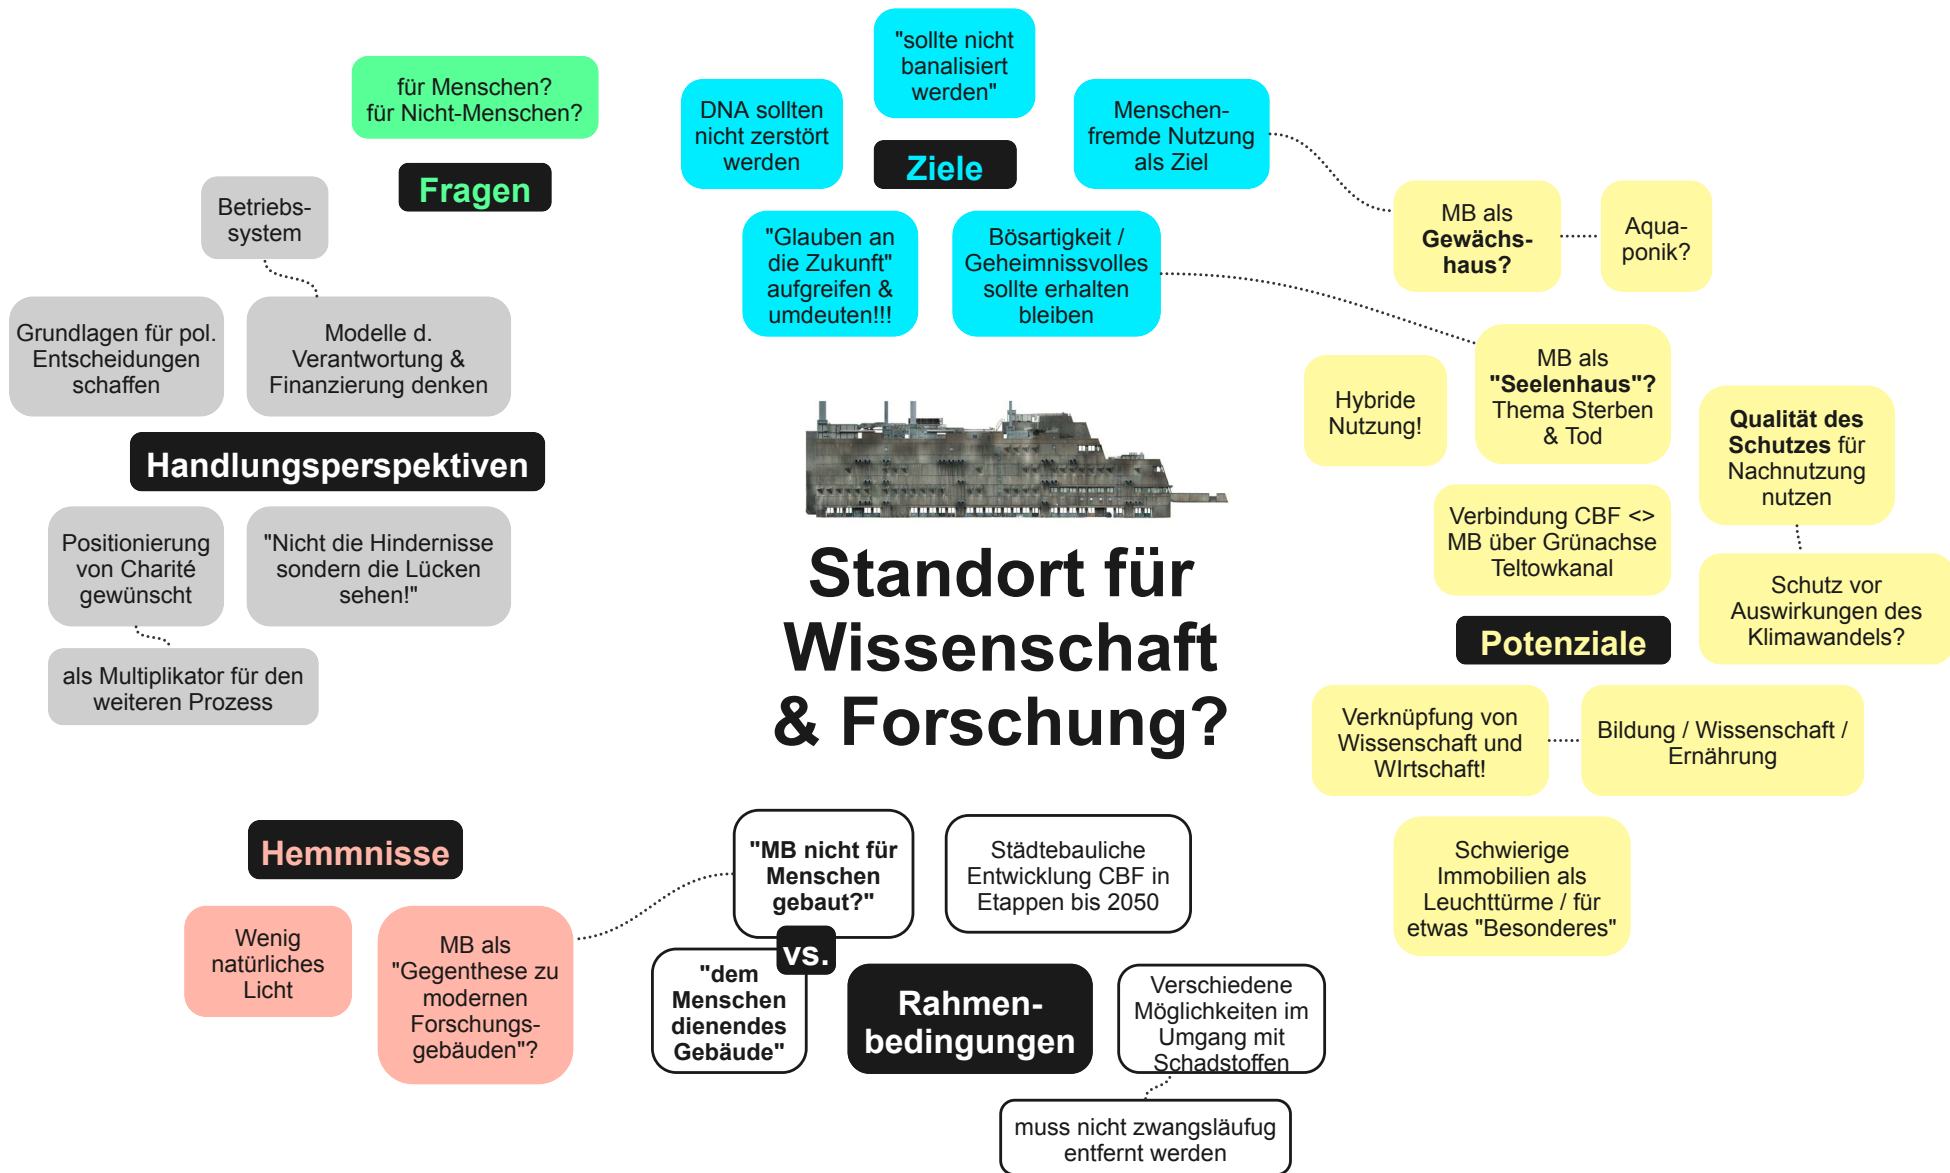 für Menschen?
für Nicht-Menschen?
Fragen
Betriebs-
system
Grundlagen für pol.
Entscheidungen
schaffen
Modelle d.
Verantwortung &
Finanzierung denken
Handlungsperspektiven
Positionierung
von Charité
gewünscht
"Nicht die Hindernisse
sondern die Lücken
sehen!"
als Multiplikator für den
weiteren Prozess
"sollte nicht
banalisiert
werden"
DNA sollten
nicht zerstört
werden
Ziele
Menschen-
fremde Nutzung
als Ziel
"Glauben an
die Zukunft"
aufgreifen &
umdeuten!!!
Bösartigkeit /
Geheimnissvolles
sollte erhalten
bleiben
Standort für
Wissenschaft
& Forschung?
MB als
Gewächs-
haus?
Aqua-
ponik?
Hybride
Nutzung!
MB als
"Seelenhaus"?
Thema Sterben
& Tod
Qualität des
Schutzes für
Nachnutzung
nutzen
Verbindung CBF <>
MB über Grünachse
Teltowkanal
Schutz vor
Auswirkungen des
Klimawandels?
Potenziale
Verknüpfung von
Wissenschaft und
WIrtschaft!
Bildung / Wissenschaft /
Ernährung
Schwierige
Immobilien als
Leuchttürme / für
etwas "Besonderes"
Hemmnisse
Wenig
natürliches
Licht
MB als
"Gegenthese zu
modernen
Forschungs-
gebäuden"?
"MB nicht für
Menschen
gebaut?"
vs.
"dem
Menschen
dienendes
Gebäude"
Städtebauliche
Entwicklung CBF in
Etappen bis 2050
Rahmen-
bedingungen
Verschiedene
Möglichkeiten im
Umgang mit
Schadstoffen
muss nicht zwangsläufug
entfernt werden